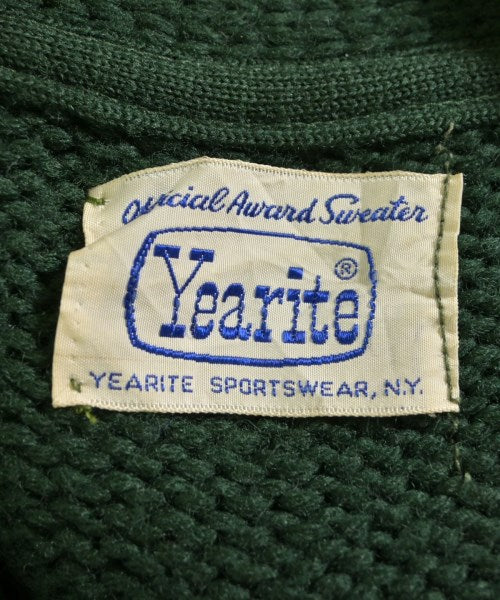 Official Award Sweater
Yearite®
YEARITE SPORTSWEAR, N.Y.